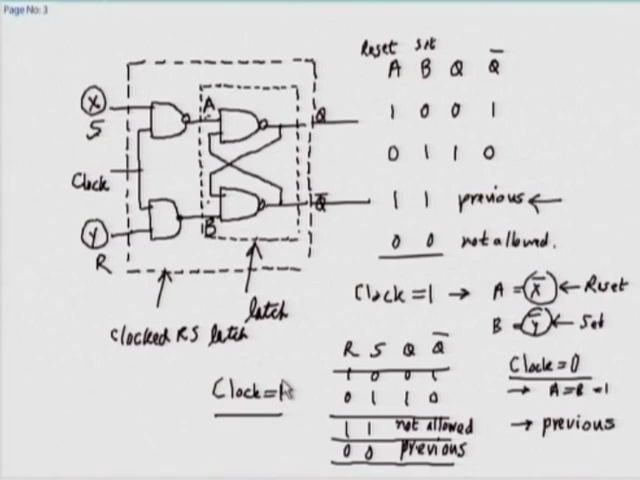 Page No: 3
Reset Set
A B Q Q̅
1 0 0 1
0 1 1 0
1 1 previous ←
0 0 not allowed.
X
S
Clock
Y
R
A
B
Q
Q̅
clocked RS latch
latch
Clock = 1 → A = X̅ ← Reset
B = Y̅ ← Set
R S Q Q̅
1 0 0 1
0 1 1 0
1 1 not allowed
0 0 previous
Clock = 1
Clock = 0
→ A = B = 1
→ previous